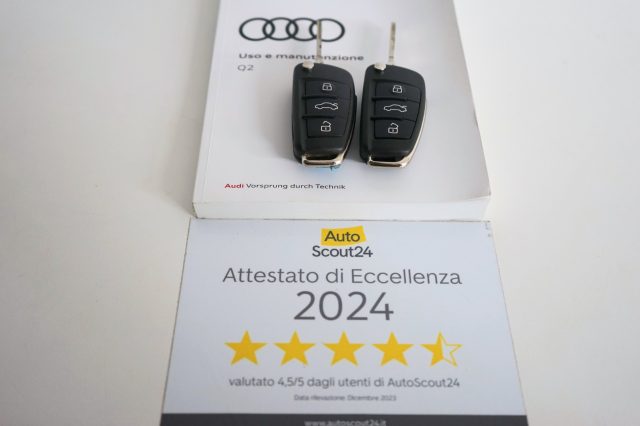 Uso e manutenzione
Q2
Audi Vorsprung durch Technik
Auto
Scout24
Attestato di Eccellenza
2024
valutato 4,5/5 dagli utenti di AutoScout24
Data rilevazione: Dicembre 2023
www.autoscout24.it